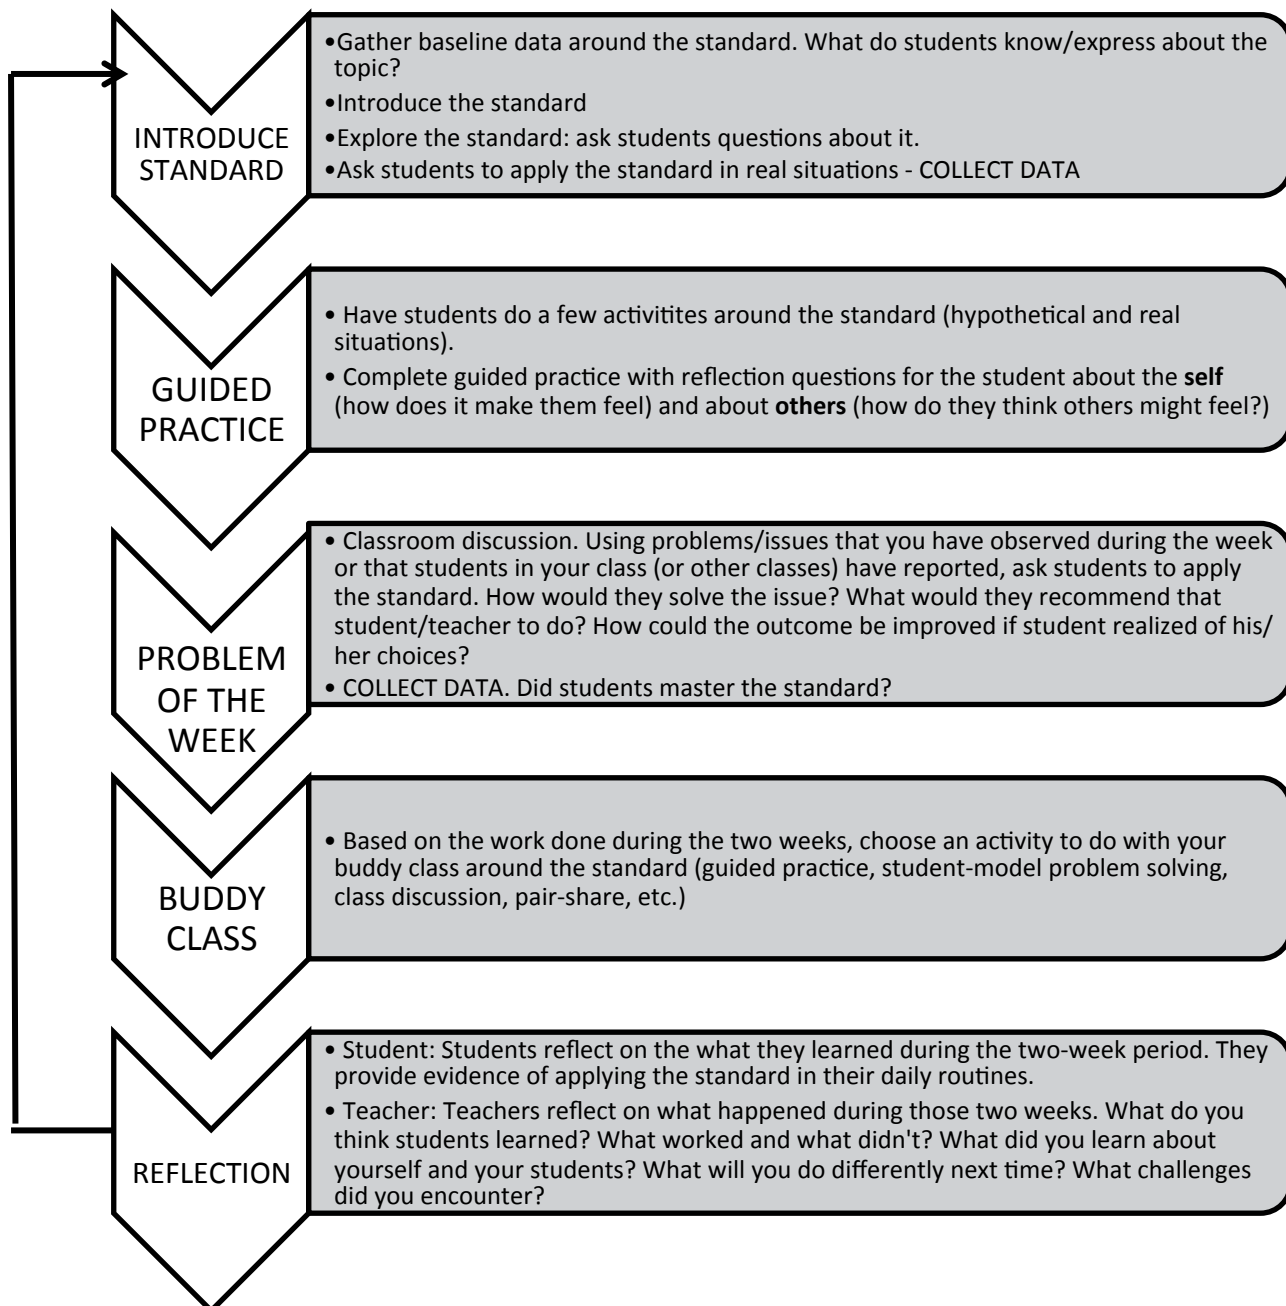 INTRODUCE
STANDARD
•Gather baseline data around the standard. What do students know/express about the
topic?
•Introduce the standard
•Explore the standard: ask students questions about it.
•Ask students to apply the standard in real situations - COLLECT DATA
GUIDED
PRACTICE
• Have students do a few activitites around the standard (hypothetical and real
situations).
• Complete guided practice with reflection questions for the student about the self
(how does it make them feel) and about others (how do they think others might feel?)
PROBLEM
OF THE
WEEK
• Classroom discussion. Using problems/issues that you have observed during the week
or that students in your class (or other classes) have reported, ask students to apply
the standard. How would they solve the issue? What would they recommend that
student/teacher to do? How could the outcome be improved if student realized of his/
her choices?
• COLLECT DATA. Did students master the standard?
BUDDY
CLASS
• Based on the work done during the two weeks, choose an activity to do with your
buddy class around the standard (guided practice, student-model problem solving,
class discussion, pair-share, etc.)
REFLECTION
• Student: Students reflect on the what they learned during the two-week period. They
provide evidence of applying the standard in their daily routines.
• Teacher: Teachers reflect on what happened during those two weeks. What do you
think students learned? What worked and what didn't? What did you learn about
yourself and your students? What will you do differently next time? What challenges
did you encounter?